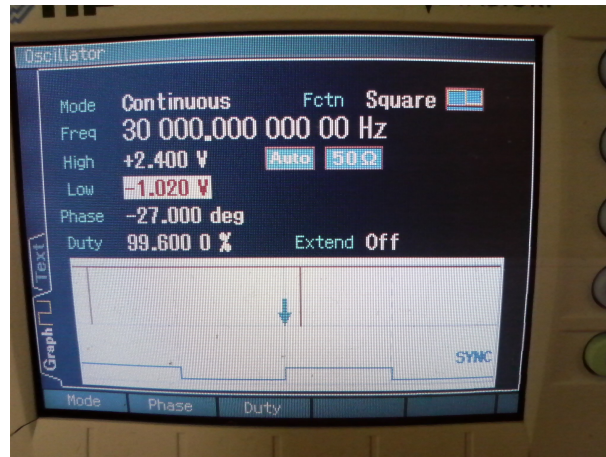 Oscillator
Mode Continuous Fctn Square
Freq 30 000.000 000 00 Hz
High +2.400 V Auto 50Ω
Low -1.020 V
Phase -27.000 deg
Duty 99.600 0 % Extend Off
Text
Graph
SYNC
Mode Phase Duty